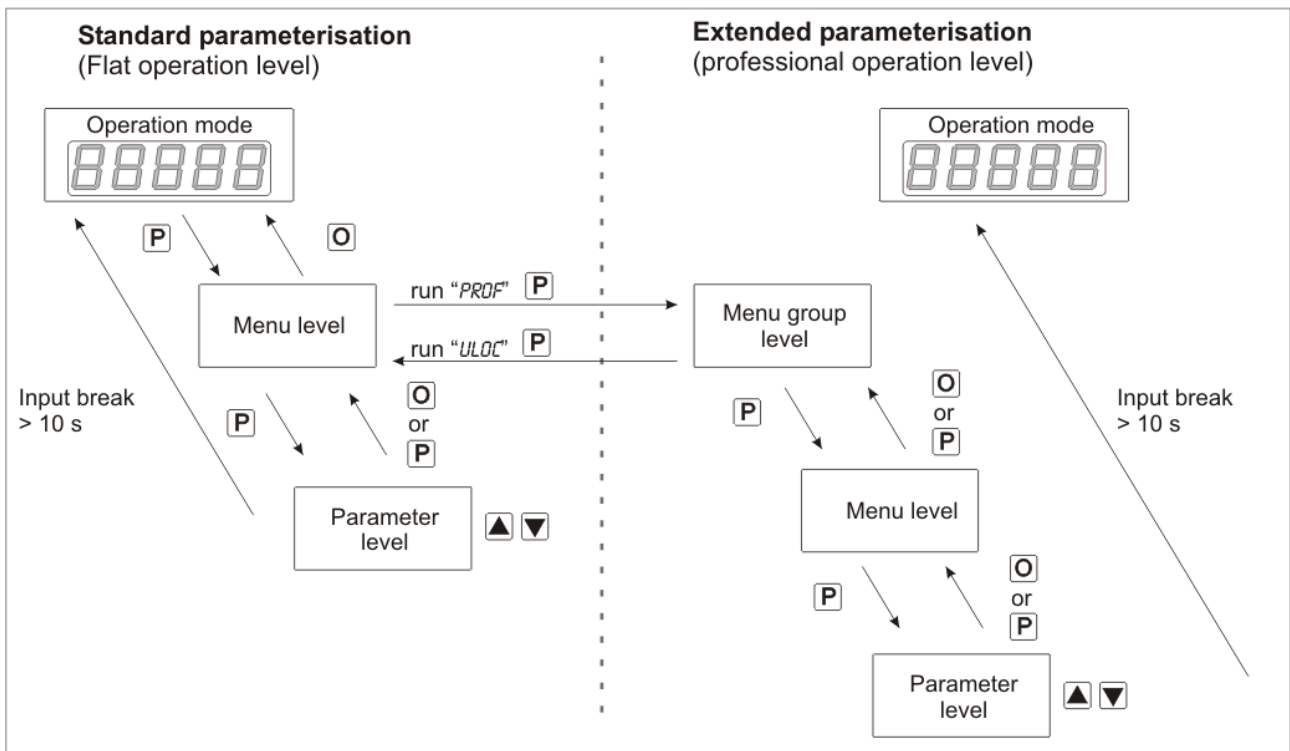 Standard parameterisation
(Flat operation level)
Operation mode
88888
P
O
Menu level
run “PROF” P
run “ULOC” P
Input break
> 10 s
P
O
or
P
Parameter
level
Extended parameterisation
(professional operation level)
Operation mode
88888
Menu group
level
P
O
or
P
Input break
> 10 s
Menu level
P
O
or
P
Parameter
level